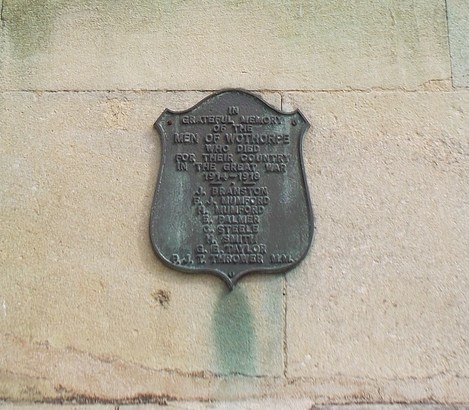 IN
GRATEFUL MEMORY
OF THE
MEN OF WOTHORPE
WHO DIED
FOR THEIR COUNTRY
IN THE GREAT WAR
1914-1918
J. BRANSTON
F. J. MUMFORD
H. MUMFORD
E. PALMER
C. STEELE
H. SMITH
E. E. TAYLOR
J. T. THROWER M.M.